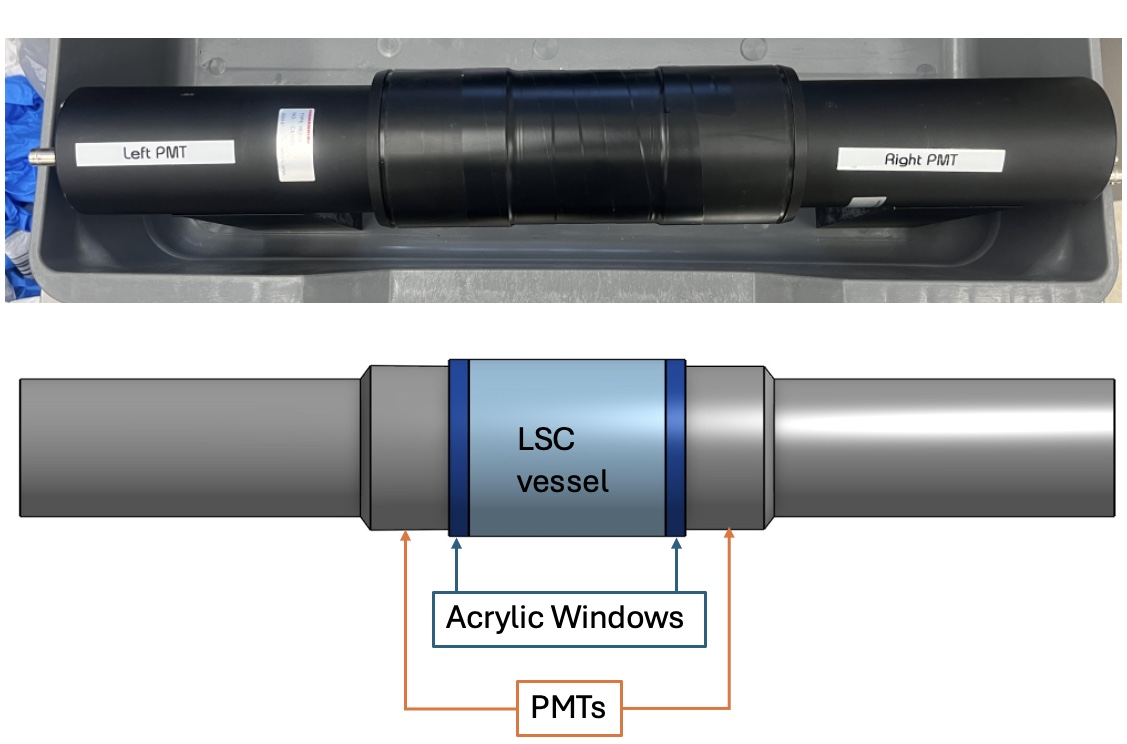 Left PMT
Right PMT
LSC
vessel
Acrylic Windows
PMTs